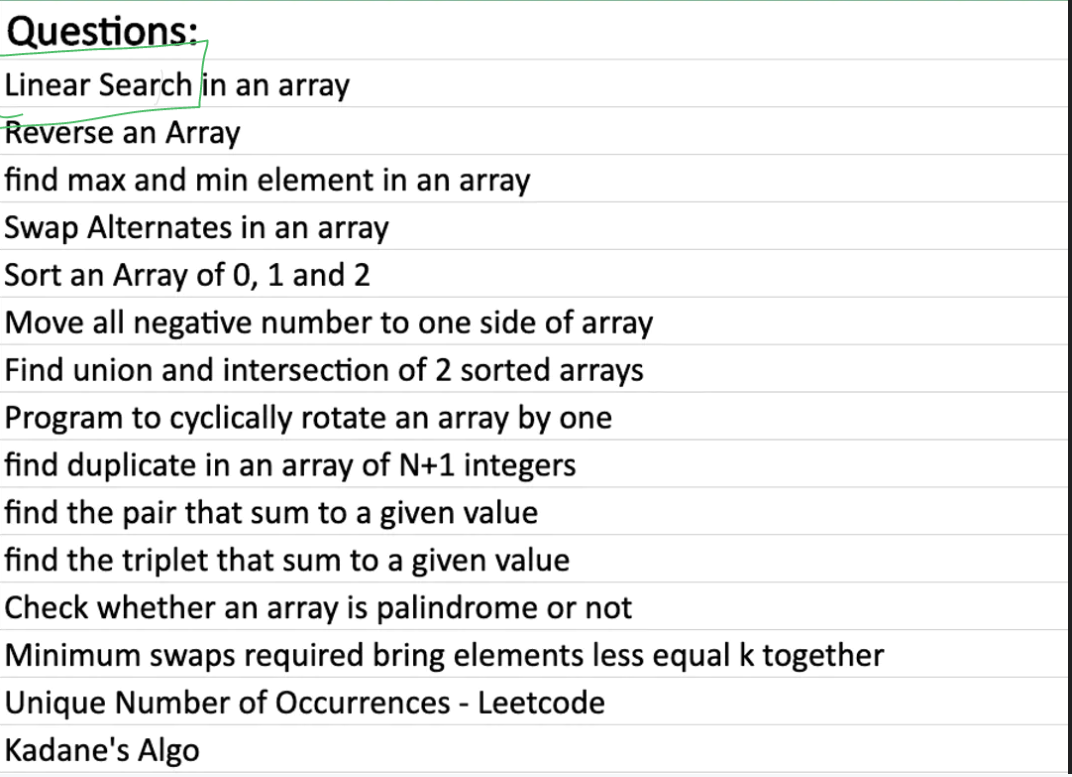 Questions:
Linear Search in an array
Reverse an Array
find max and min element in an array
Swap Alternates in an array
Sort an Array of 0, 1 and 2
Move all negative number to one side of array
Find union and intersection of 2 sorted arrays
Program to cyclically rotate an array by one
find duplicate in an array of N+1 integers
find the pair that sum to a given value
find the triplet that sum to a given value
Check whether an array is palindrome or not
Minimum swaps required bring elements less equal k together
Unique Number of Occurrences - Leetcode
Kadane's Algo